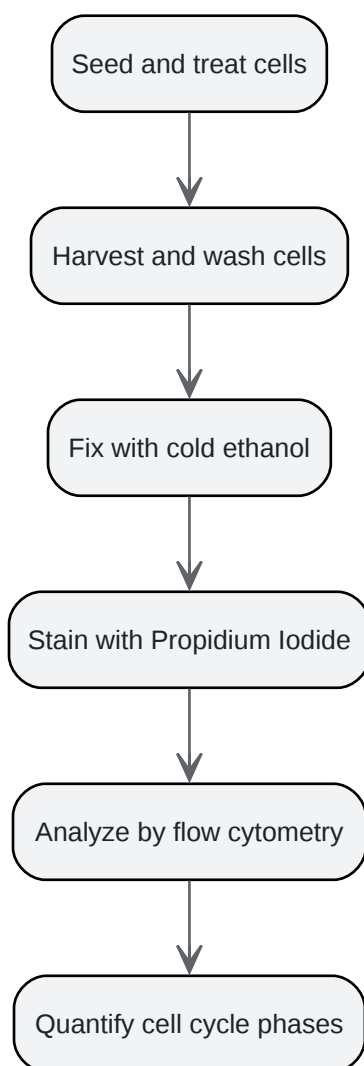 Seed and treat cells
Harvest and wash cells
Fix with cold ethanol
Stain with Propidium Iodide
Analyze by flow cytometry
Quantify cell cycle phases